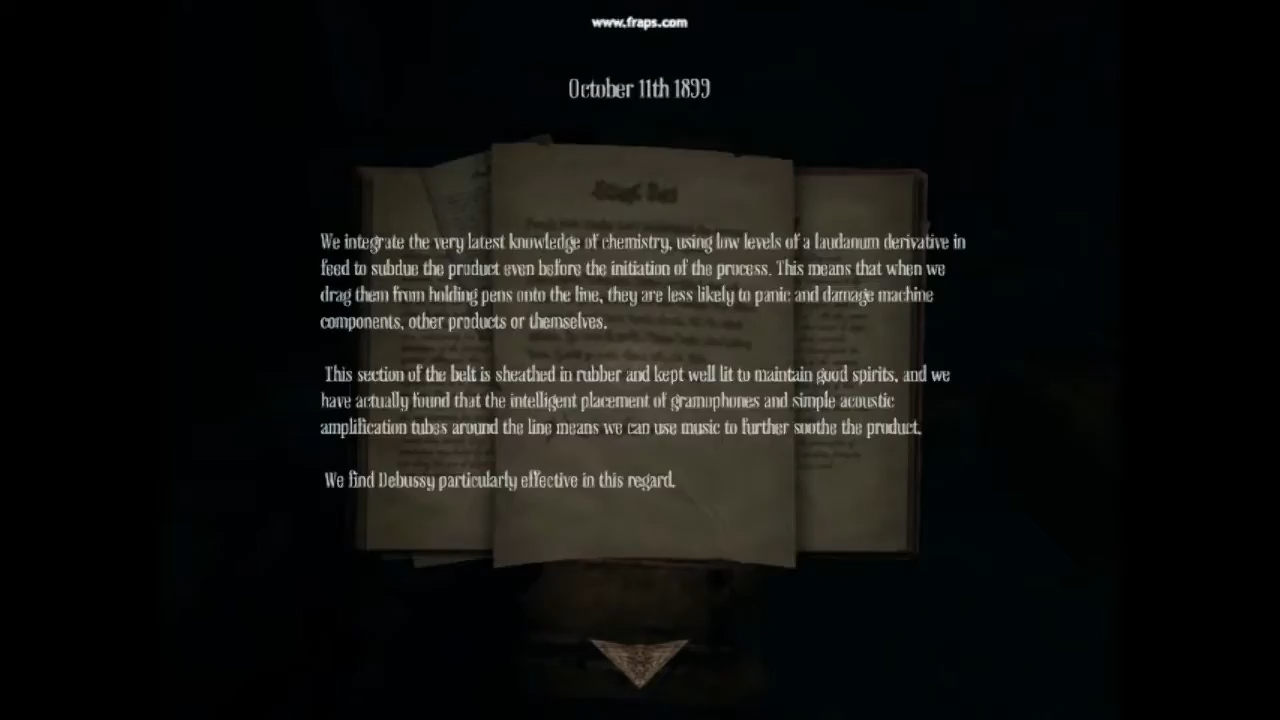 www.fraps.com
October 11th 1899
We integrate the very latest knowledge of chemistry, using low levels of a laudanum derivative in
feed to subdue the product even before the initiation of the process. This means that when we
drag them from holding pens onto the line, they are less likely to panic and damage machine
components, other products or themselves.
This section of the belt is sheathed in rubber and kept well lit to maintain good spirits, and we
have actually found that the intelligent placement of gramophones and simple acoustic
amplification tubes around the line means we can use music to further soothe the product.
We find Debussy particularly effective in this regard.